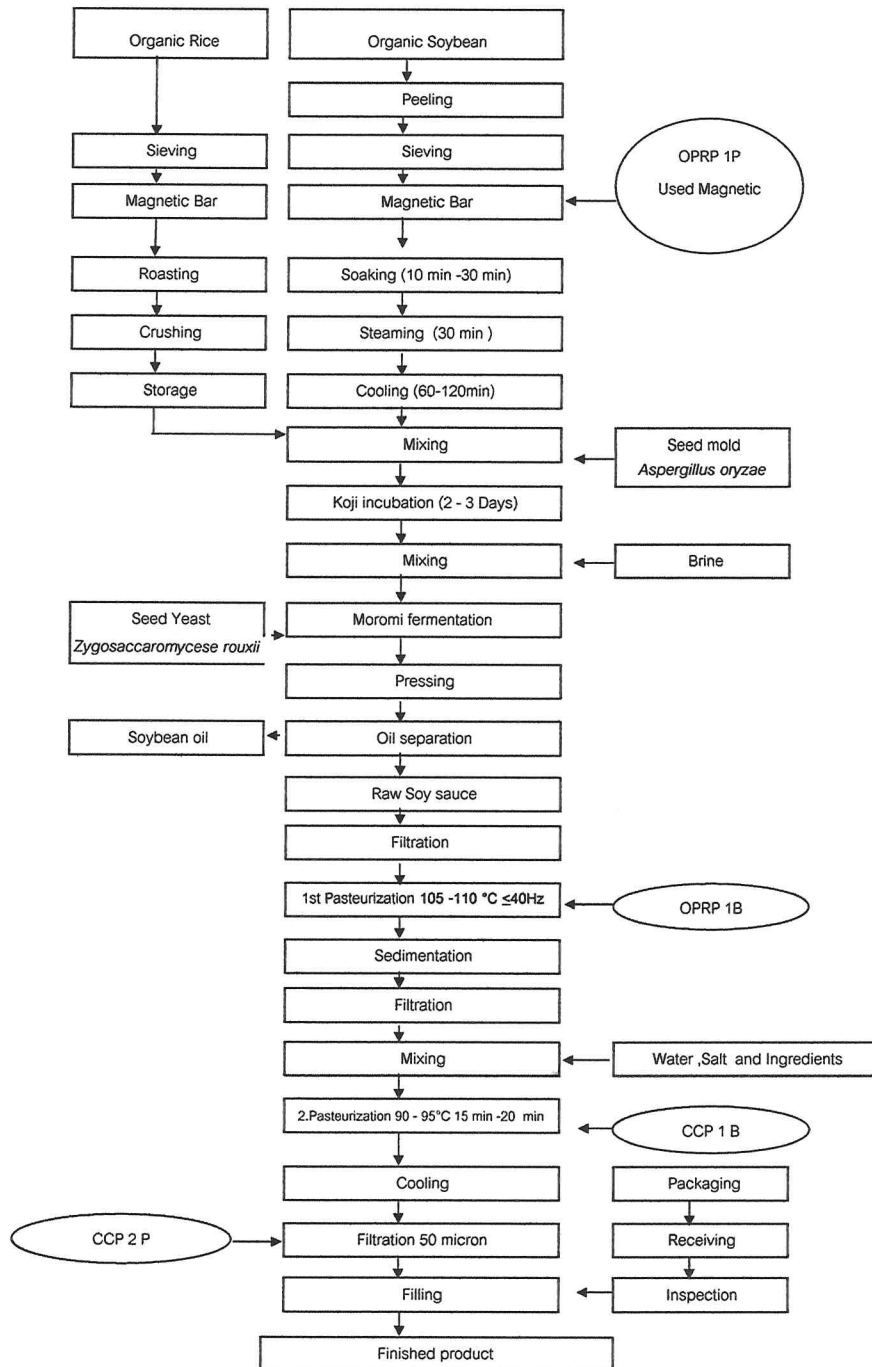 Organic Rice
Organic Soybean
Peeling
Sieving
Sieving
OPRP 1P
Used Magnetic
Magnetic Bar
Magnetic Bar
Roasting
Soaking (10 min -30 min)
Crushing
Steaming (30 min )
Storage
Cooling (60-120min)
Mixing
Seed mold
Aspergillus oryzae
Koji incubation (2 - 3 Days)
Mixing
Brine
Seed Yeast
Zygosaccaromycese rouxii
Moromi fermentation
Pressing
Soybean oil
Oil separation
Raw Soy sauce
Filtration
1st Pasteurization 105 -110 °C ≤40Hz
OPRP 1B
Sedimentation
Filtration
Mixing
Water ,Salt and Ingredients
2.Pasteurization 90 - 95°C 15 min -20 min
CCP 1 B
Cooling
Packaging
CCP 2 P
Filtration 50 micron
Receiving
Filling
Inspection
Finished product